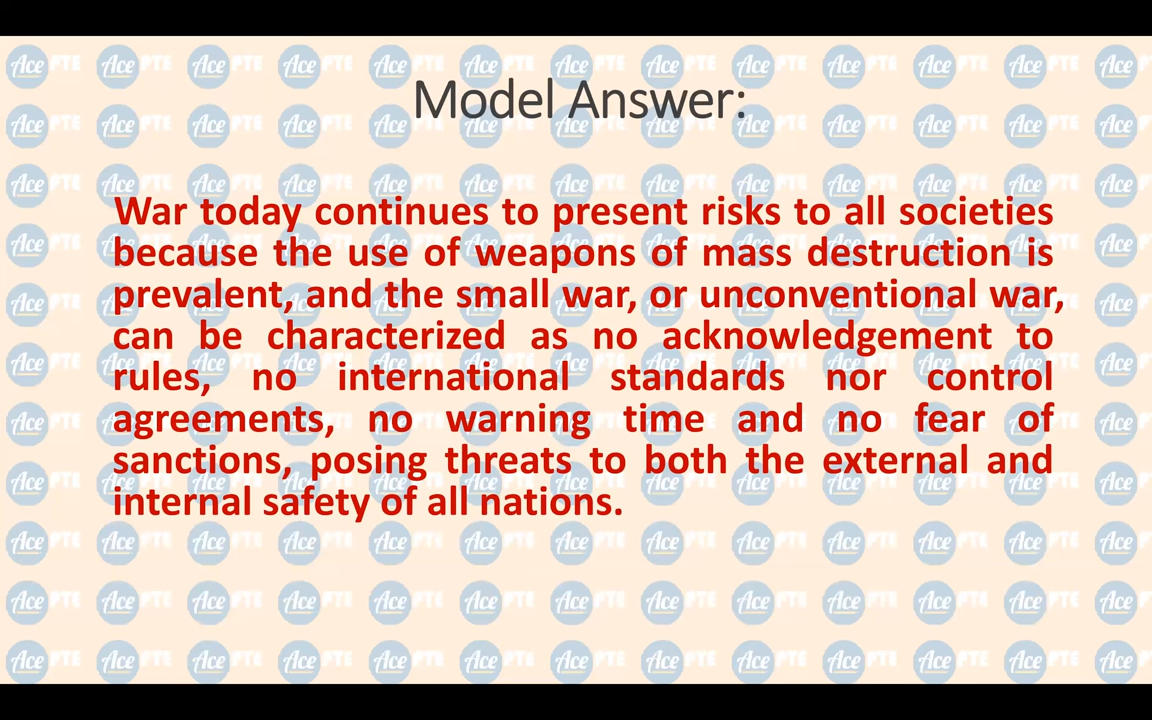 Model Answer:
War today continues to present risks to all societies
because the use of weapons of mass destruction is
prevalent, and the small war, or unconventional war,
can be characterized as no acknowledgement to
rules, no international standards nor control
agreements, no warning time and no fear of
sanctions, posing threats to both the external and
internal safety of all nations.